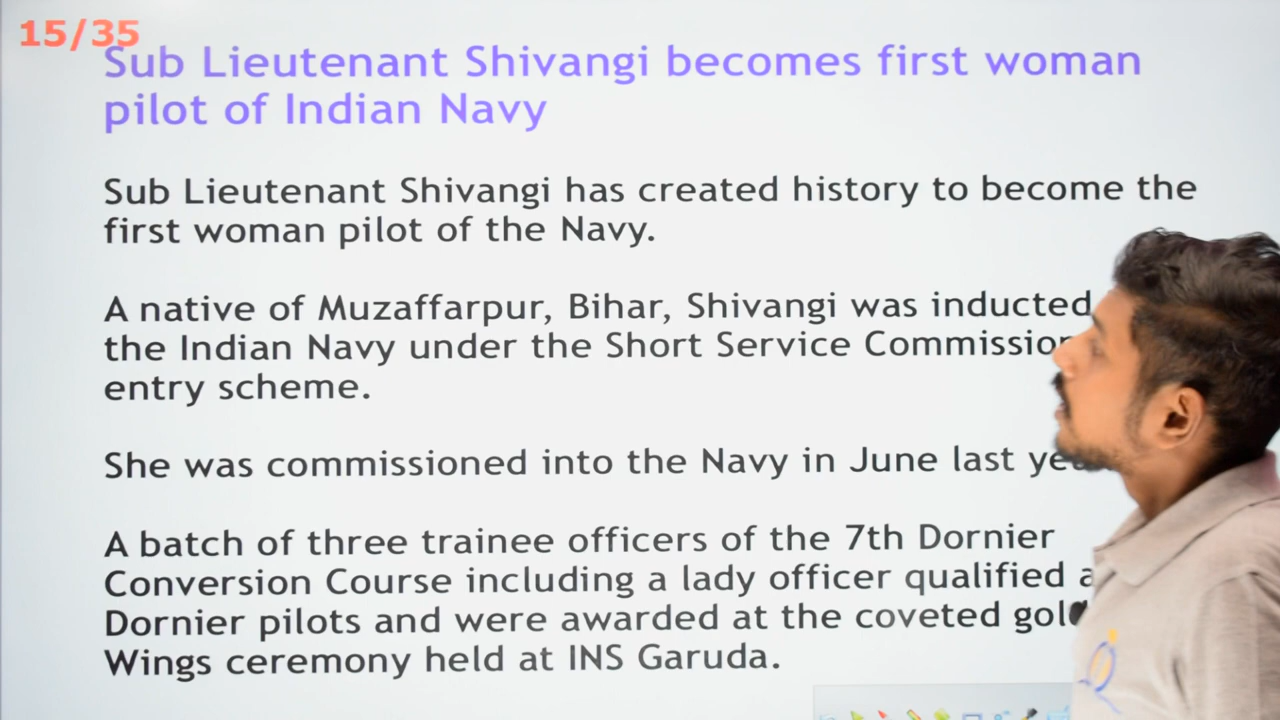 15/35
Sub Lieutenant Shivangi becomes first woman
pilot of Indian Navy
Sub Lieutenant Shivangi has created history to become the
first woman pilot of the Navy.
A native of Muzaffarpur, Bihar, Shivangi was inducted
the Indian Navy under the Short Service
entry scheme.
She was commissioned into the Navy in June last
A batch of three trainee officers of the 7th Dornier
Conversion Course including a lady officer qualified
Dornier pilots and were awarded at the coveted
Wings ceremony held at INS Garuda.